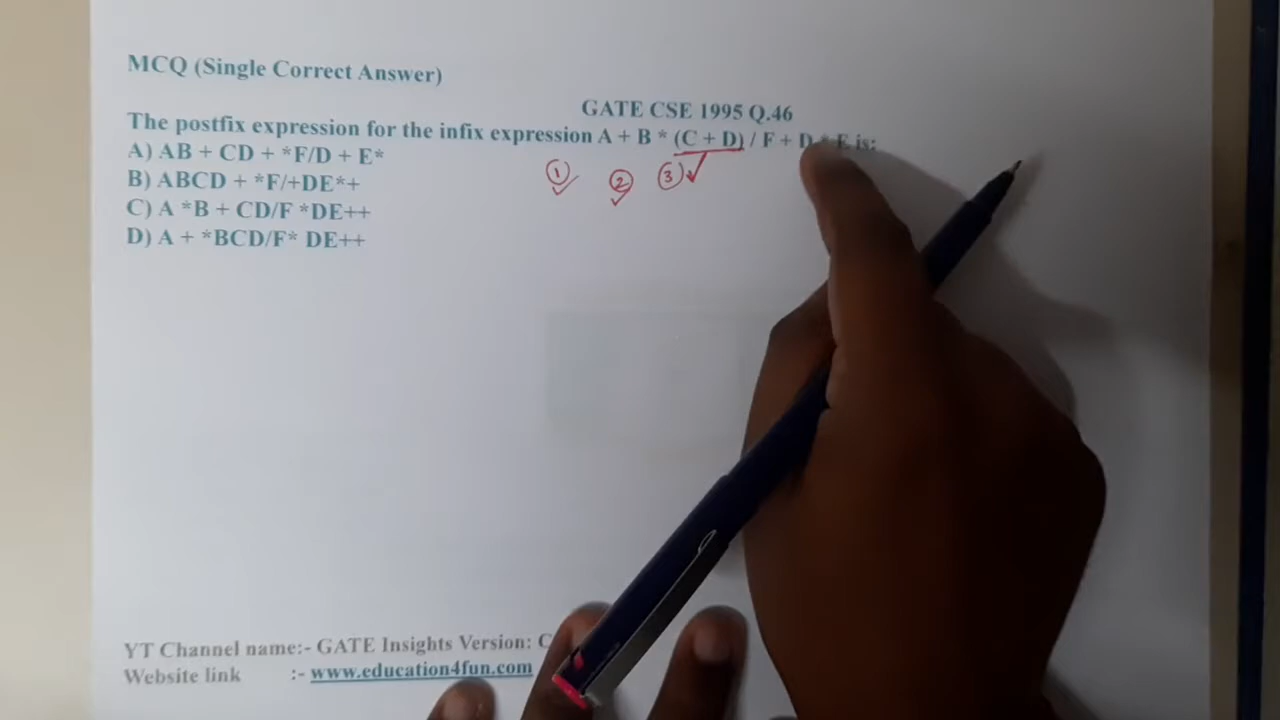 MCQ (Single Correct Answer)
GATE CSE 1995 Q.46
The postfix expression for the infix expression A + B * (C + D) / F + D * E is:
A) AB + CD + *F/D + E*
B) ABCD + *F/+DE*+
C) A *B + CD/F *DE++
D) A + *BCD/F* DE++
1 2 3
YT Channel name:- GATE Insights Version: C
Website link :- www.education4fun.com